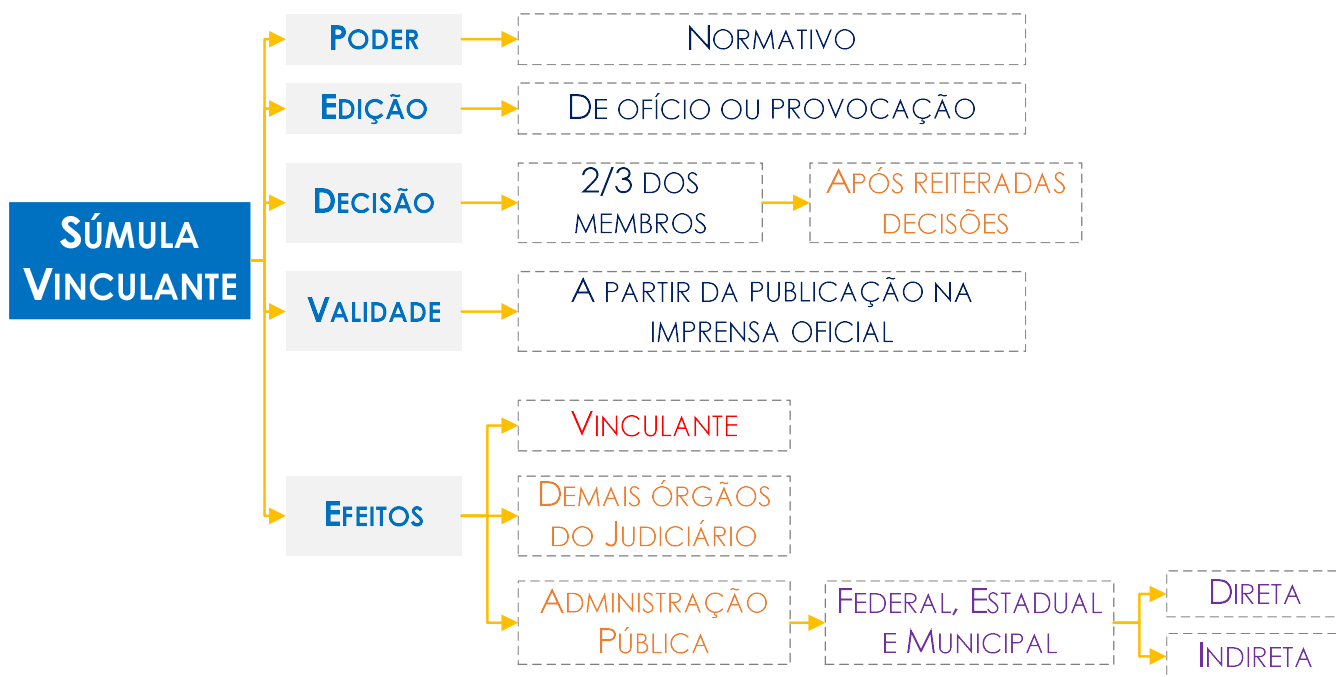 SÚMULA
VINCULANTE
PODER
NORMATIVO
EDIÇÃO
DE OFÍCIO OU PROVOCAÇÃO
DECISÃO
2/3 DOS
MEMBROS
APÓS REITERADAS
DECISÕES
VALIDADE
A PARTIR DA PUBLICAÇÃO NA
IMPRENSA OFICIAL
EFEITOS
VINCULANTE
DEMAIS ÓRGÃOS
DO JUDICIÁRIO
ADMINISTRAÇÃO
PÚBLICA
FEDERAL, ESTADUAL
E MUNICIPAL
DIRETA
INDIRETA